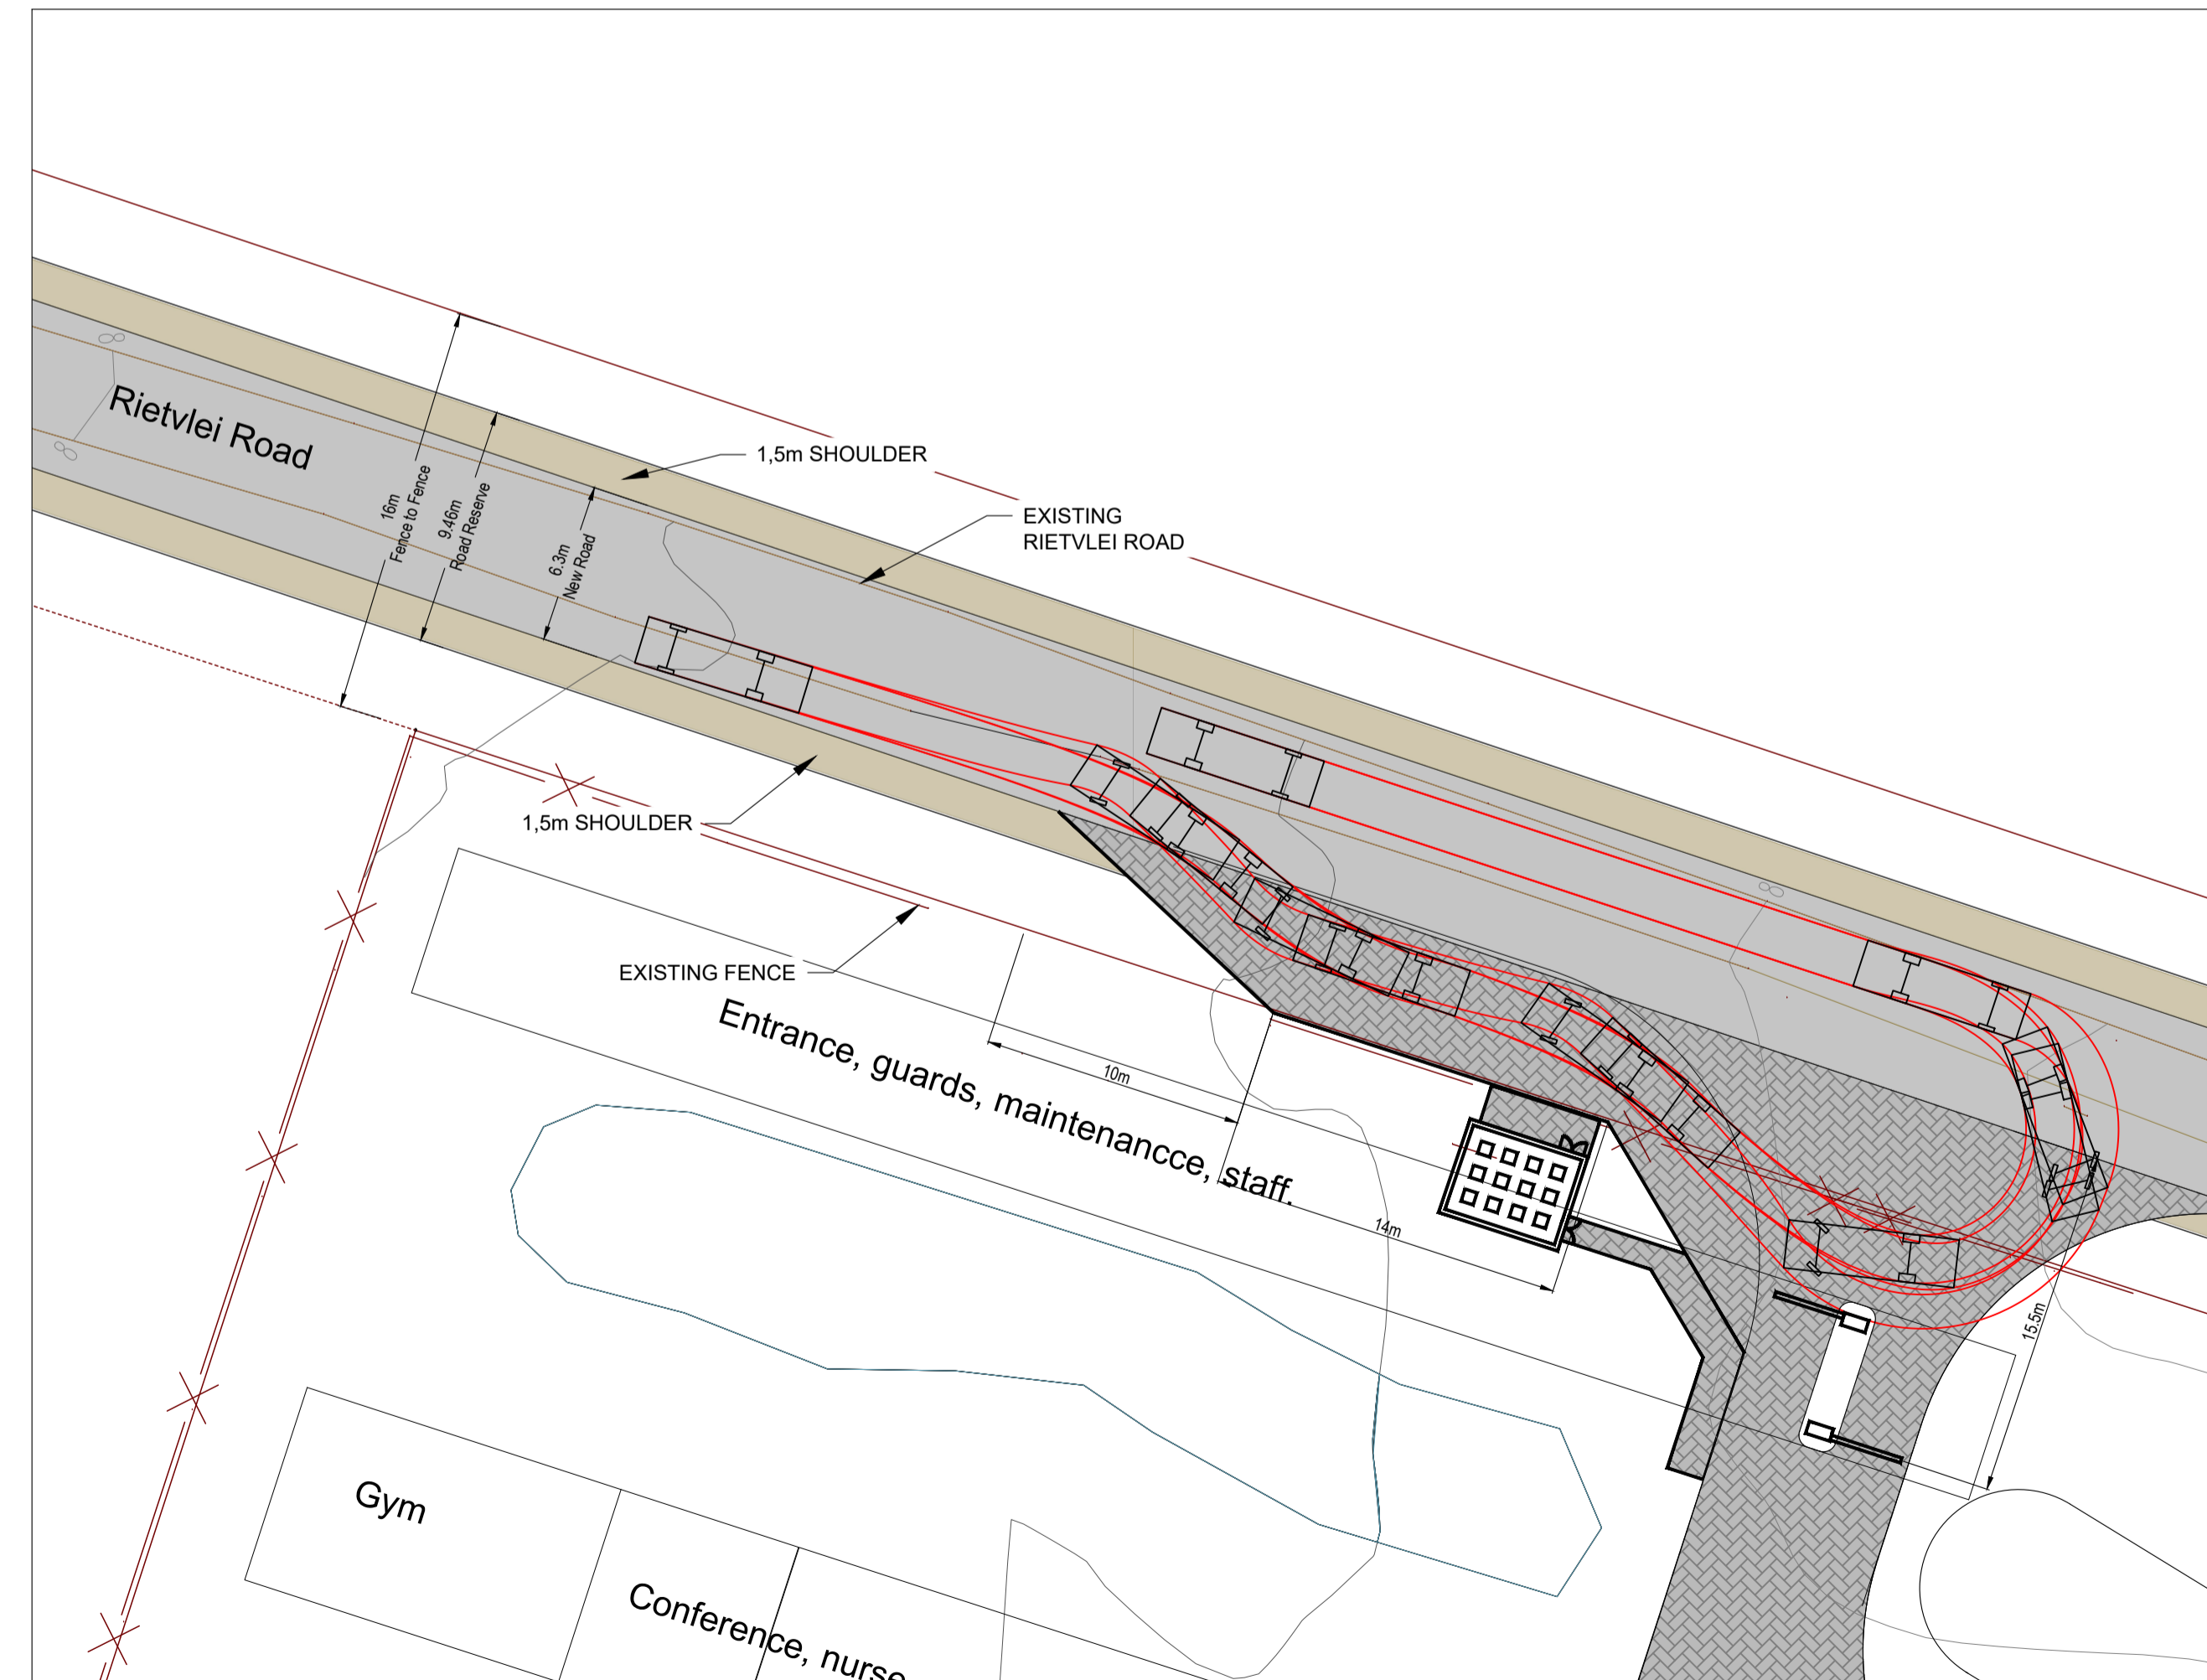 Rietvlei Road
16m
Fence to Fence
9.46m
Road Reserve
6.3m
New Road
1,5m SHOULDER
EXISTING
RIETVLEI ROAD
1,5m SHOULDER
EXISTING FENCE
Entrance, guards, maintenancce, staff.
10m
14m
15.5m
Gym
Conference, nurse